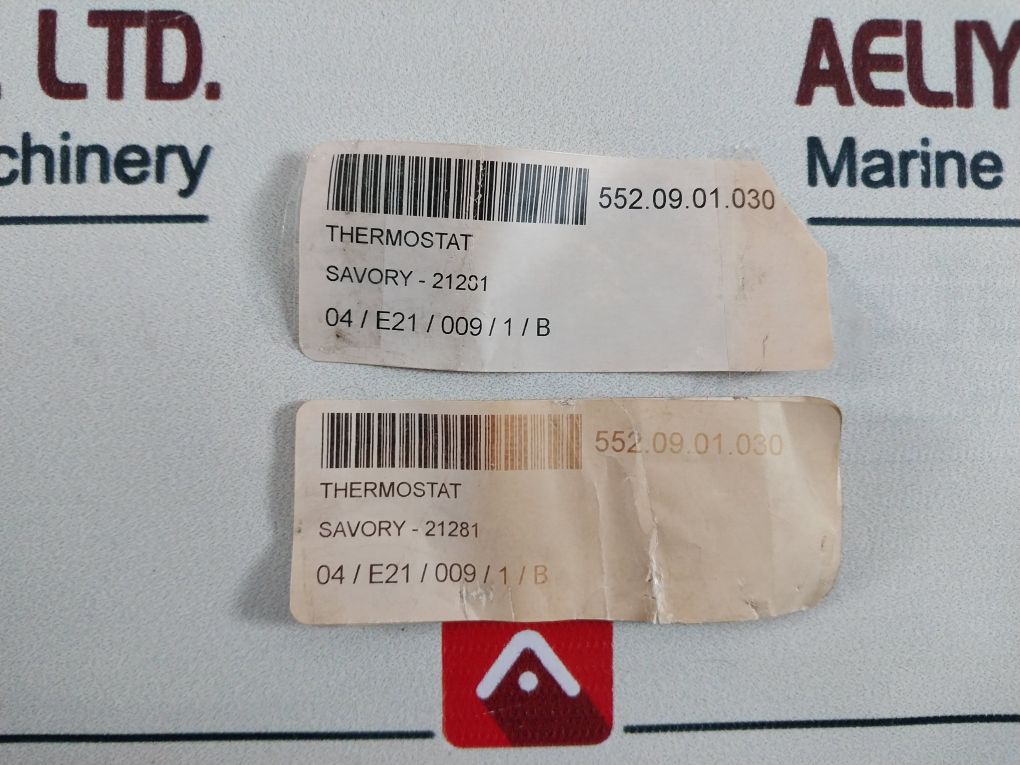 LTD.
chinery
AELIY
Marine
552.09.01.030
THERMOSTAT
SAVORY - 21281
04 / E21 / 009 / 1 / B
552.09.01.030
THERMOSTAT
SAVORY - 21281
04 / E21 / 009 / 1 / B